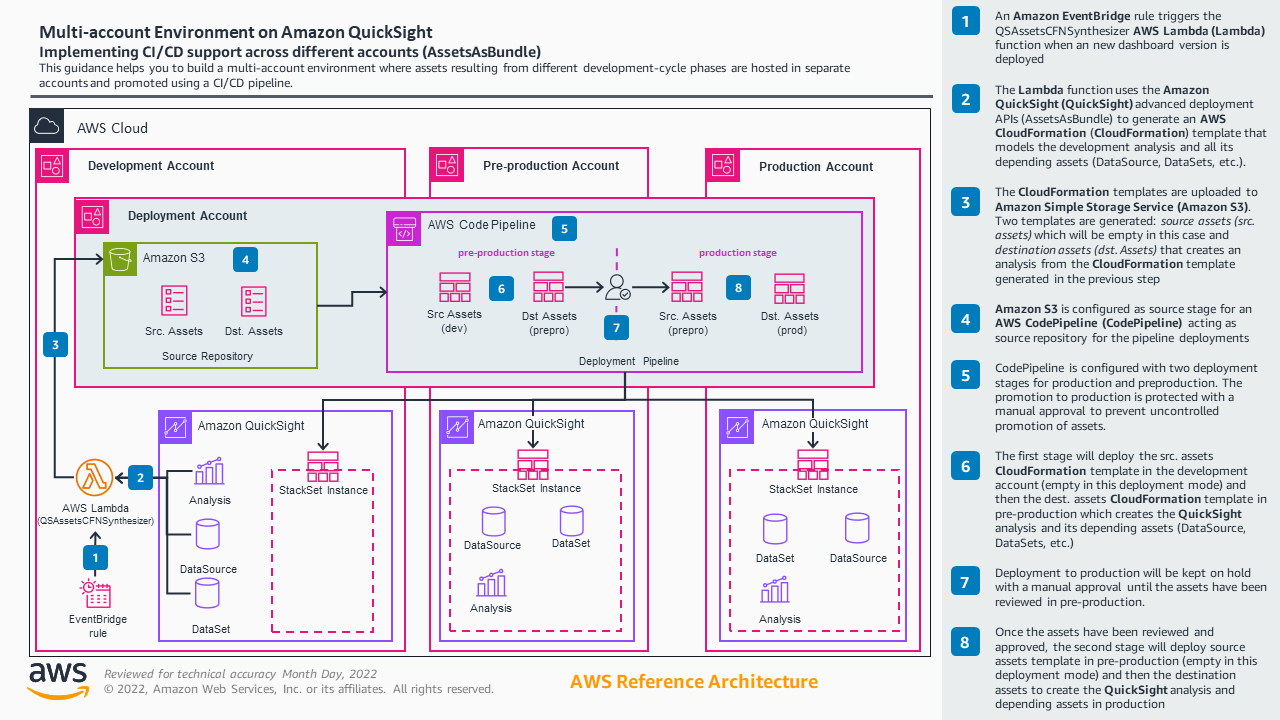 Multi-account Environment on Amazon QuickSight
Implementing CI/CD support across different accounts (AssetsAsBundle)
This guidance helps you to build a multi-account environment where assets resulting from different development-cycle phases are hosted in separate
accounts and promoted using a CI/CD pipeline.
AWS Cloud
Development Account
Pre-production Account
Production Account
Deployment Account
Amazon S3
4
Src. Assets
Dst. Assets
Source Repository
AWS CodePipeline
5
pre-production stage
production stage
6
8
Src Assets
(dev)
Dst Assets
(prepro)
7
Src. Assets
(prepro)
Dst. Assets
(prod)
Deployment Pipeline
3
Amazon QuickSight
2
AWS Lambda
(QSAssetsCFNSynthesizer)
1
EventBridge
rule
Analysis
DataSource
DataSet
StackSet Instance
Amazon QuickSight
StackSet Instance
DataSource
DataSet
Analysis
Amazon QuickSight
StackSet Instance
DataSet
DataSource
Analysis
aws
Reviewed for technical accuracy Month Day, 2022
© 2022, Amazon Web Services, Inc. or its affiliates. All rights reserved.
AWS Reference Architecture
1
An Amazon EventBridge rule triggers the
QSAssetsCFNSynthesizer AWS Lambda (Lambda)
function when an new dashboard version is
deployed
2
The Lambda function uses the Amazon
QuickSight (QuickSight) advanced deployment
APIs (AssetsAsBundle) to generate an AWS
CloudFormation (CloudFormation) template that
models the development analysis and all its
depending assets (DataSource, DataSets, etc.).
3
The CloudFormation templates are uploaded to
Amazon Simple Storage Service (Amazon S3).
Two templates are generated: source assets (src.
assets) which will be empty in this case and
destination assets (dst. Assets) that creates an
analysis from the CloudFormation template
generated in the previous step
4
Amazon S3 is configured as source stage for an
AWS CodePipeline (CodePipeline) acting as
source repository for the pipeline deployments
5
CodePipeline is configured with two deployment
stages for production and preproduction. The
promotion to production is protected with a
manual approval to prevent uncontrolled
promotion of assets.
6
The first stage will deploy the src. assets
CloudFormation template in the development
account (empty in this deployment mode) and
then the dest. assets CloudFormation template in
pre-production which creates the QuickSight
analysis and its depending assets (DataSource,
DataSets, etc.)
7
Deployment to production will be kept on hold
with a manual approval until the assets have been
reviewed in pre-production.
8
Once the assets have been reviewed and
approved, the second stage will deploy source
assets template in pre-production (empty in this
deployment mode) and then the destination
assets to create the QuickSight analysis and
depending assets in production